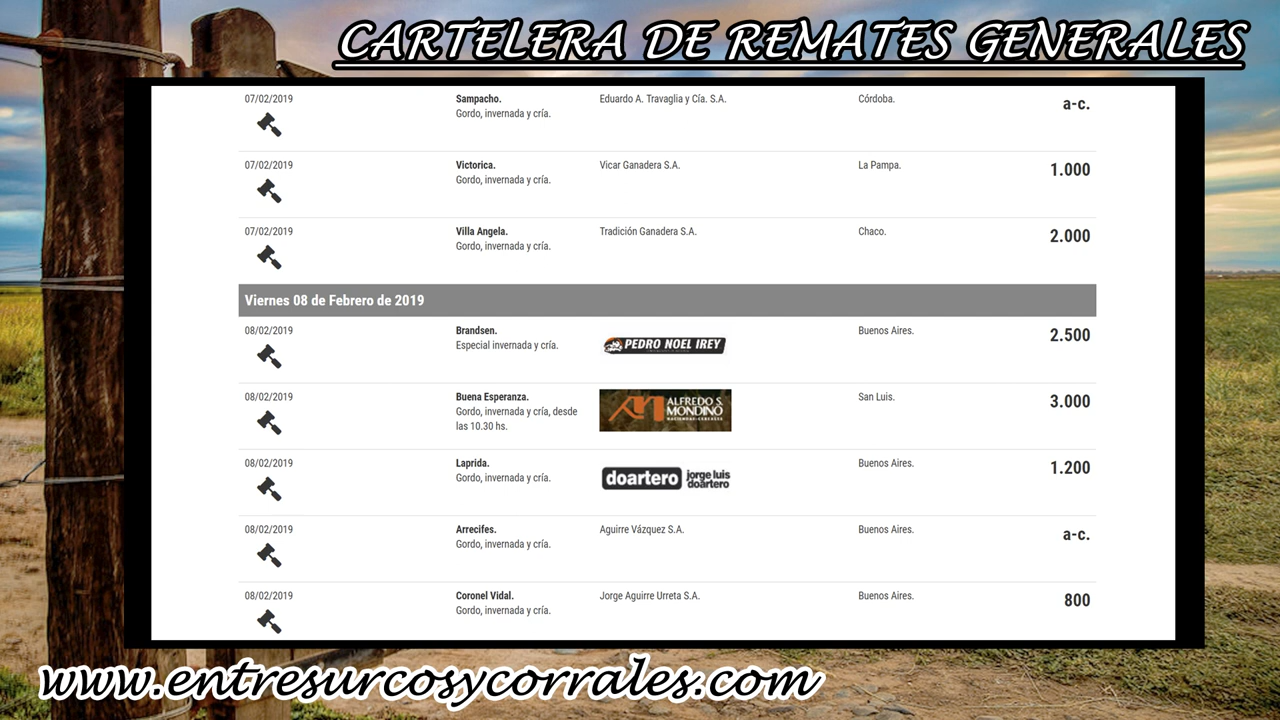 CARTELERA DE REMATES GENERALES
07/02/2019 Sampacho. Eduardo A. Travaglia y Cía. S.A. Córdoba. a-c.
Gordo, invernada y cría.
07/02/2019 Victorica. Vicar Ganadera S.A. La Pampa. 1.000
Gordo, invernada y cría.
07/02/2019 Villa Angela. Tradición Ganadera S.A. Chaco. 2.000
Gordo, invernada y cría.
Viernes 08 de Febrero de 2019
08/02/2019 Brandsen. PEDRO NOEL IREY Buenos Aires. 2.500
Especial invernada y cría.
08/02/2019 Buena Esperanza. ALFREDO S. MONDINO San Luis. 3.000
Gordo, invernada y cría, desde
las 10.30 hs.
08/02/2019 Laprida. doartero jorge luis doartero Buenos Aires. 1.200
Gordo, invernada y cría.
08/02/2019 Arrecifes. Aguirre Vázquez S.A. Buenos Aires. a-c.
Gordo, invernada y cría.
08/02/2019 Coronel Vidal. Jorge Aguirre Urreta S.A. Buenos Aires. 800
Gordo, invernada y cría.
www.entresurcosycorrales.com